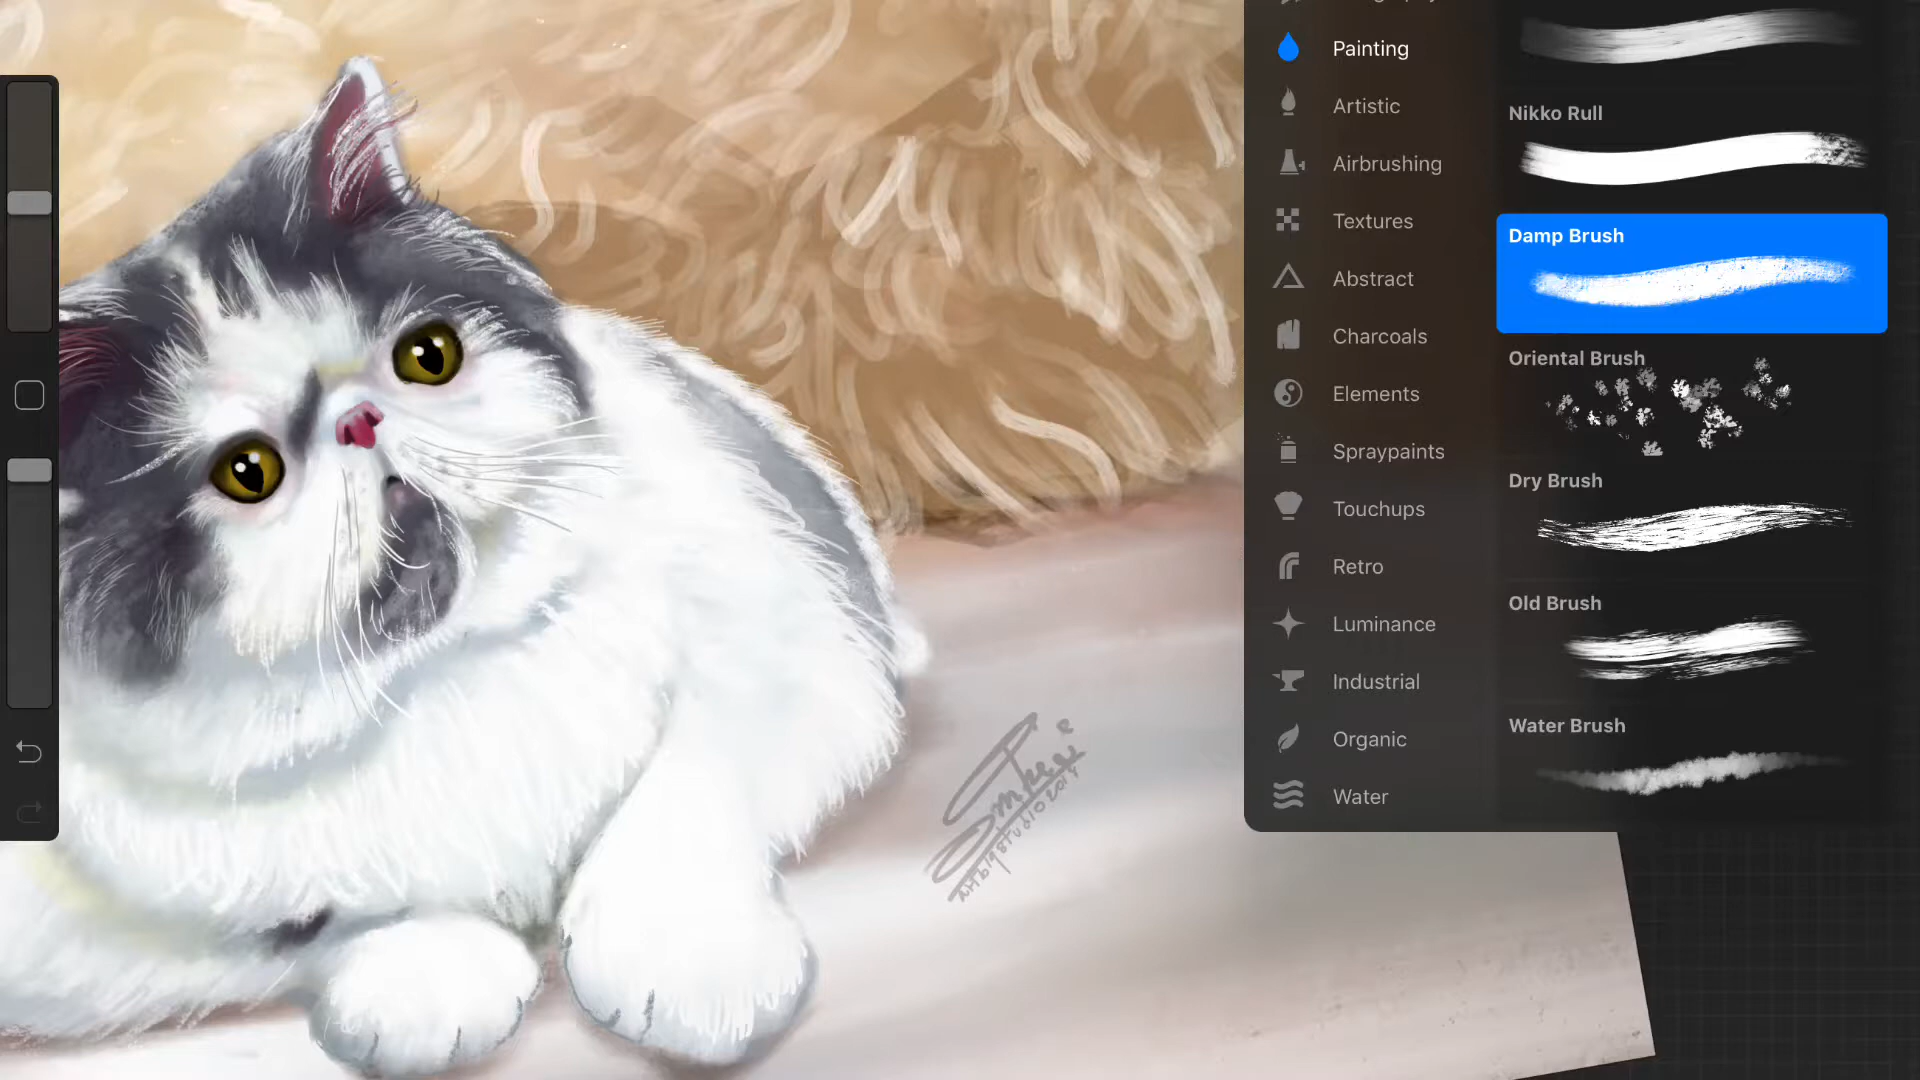 Painting
Artistic
Airbrushing
Textures
Abstract
Charcoals
Elements
Spraypaints
Touchups
Retro
Luminance
Industrial
Organic
Water
Nikko Rull
Damp Brush
Oriental Brush
Dry Brush
Old Brush
Water Brush